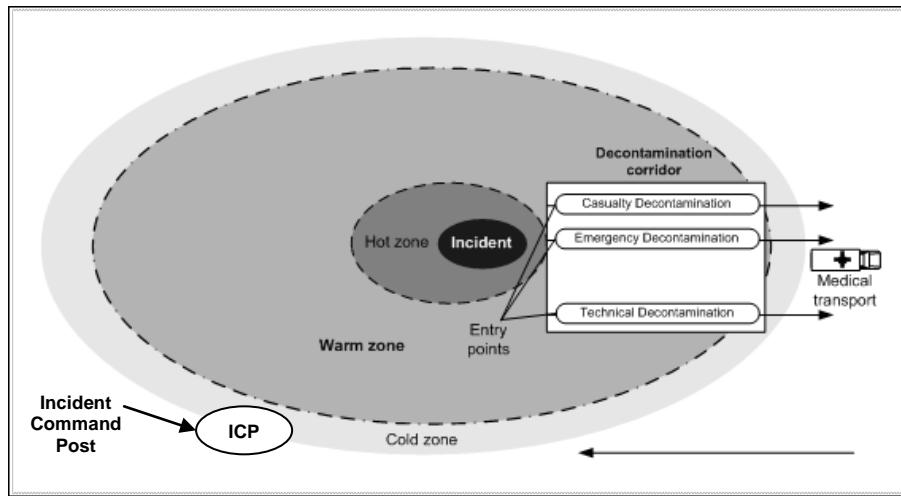 Decontamination
corridor
Casualty Decontamination
Hot zone
Incident
Emergency Decontamination
Medical
transport
Technical Decontamination
Entry
points
Warm zone
Incident
Command
Post
ICP
Cold zone